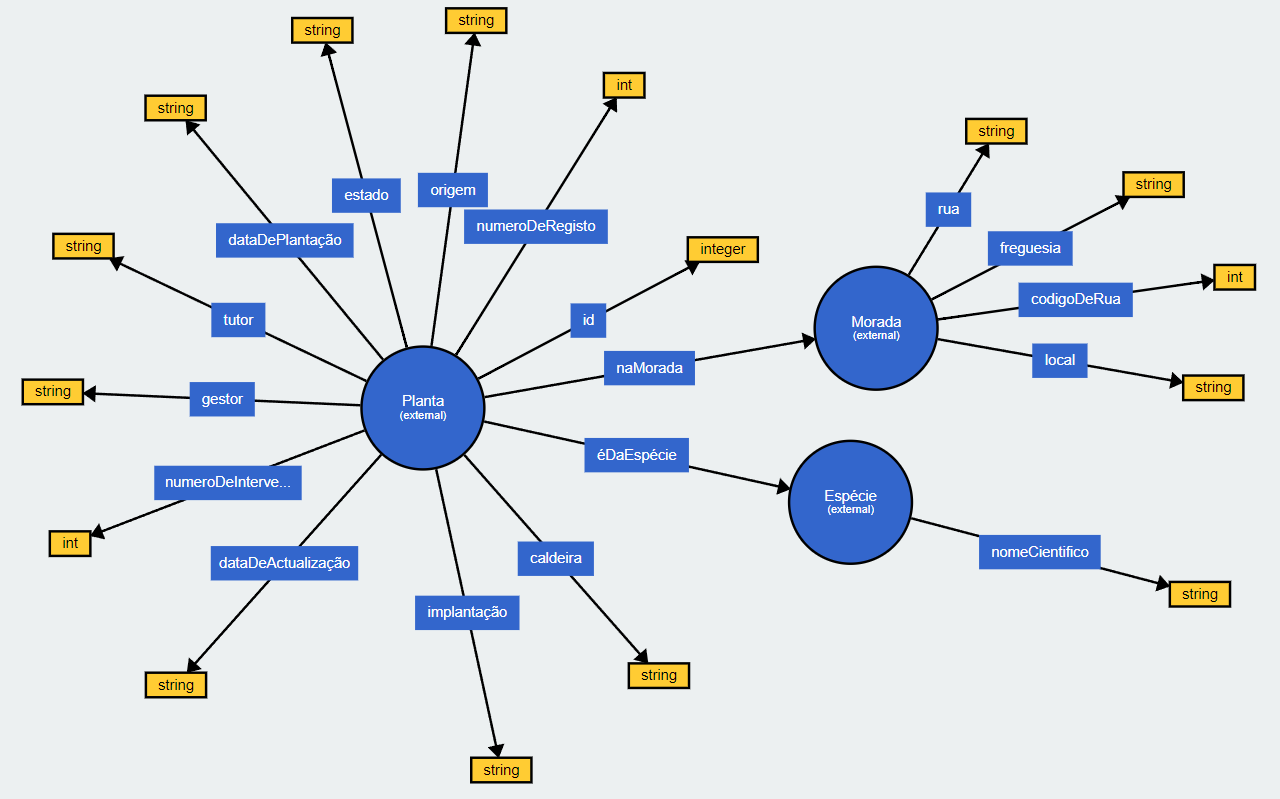 string
string
int
string
string
estado
origem
string
rua
numeroDeRegisto
dataDePlantação
string
freguesia
integer
int
codigoDeRua
tutor
id
Morada
(external)
local
naMorada
string
string
gestor
Planta
(external)
éDaEspécie
numeroDeInterve...
Espécie
(external)
int
nomeCientifico
caldeira
dataDeActualização
string
implantação
string
string
string